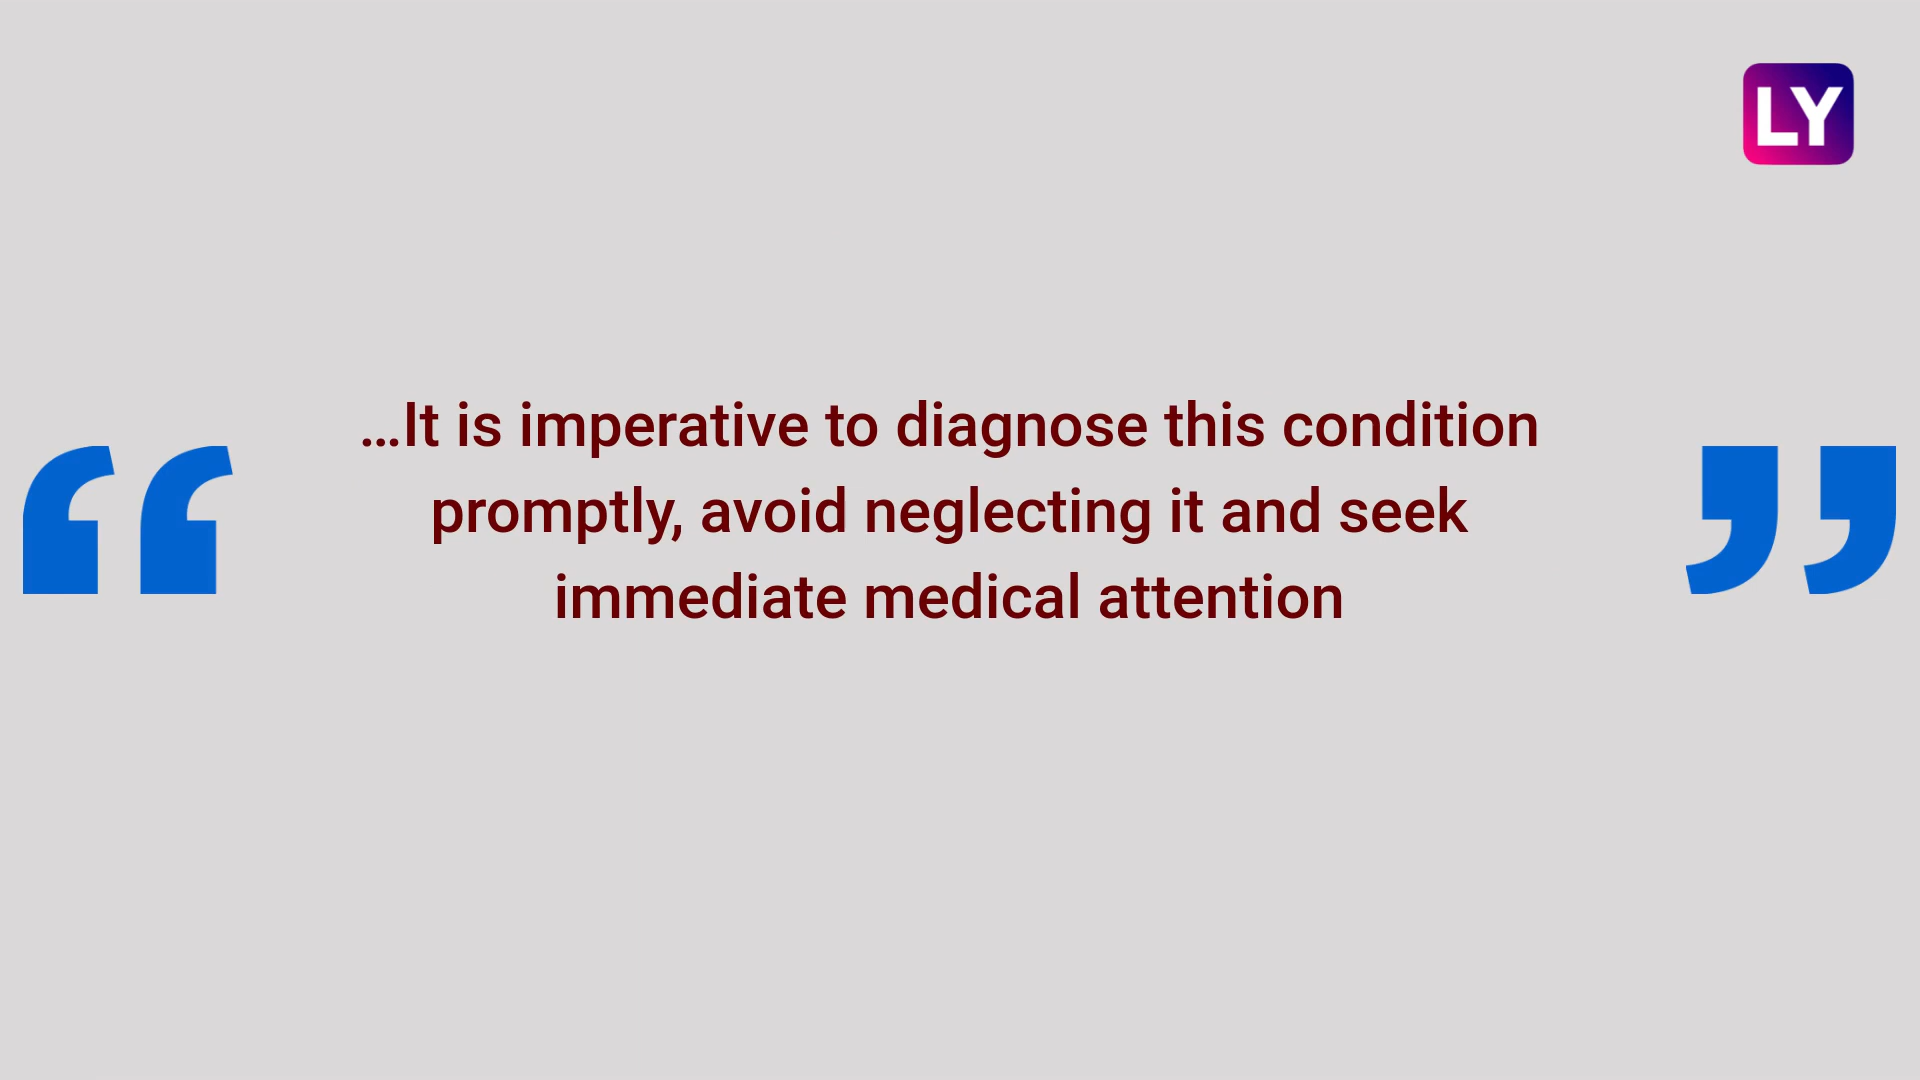 LY
…It is imperative to diagnose this condition
promptly, avoid neglecting it and seek
immediate medical attention